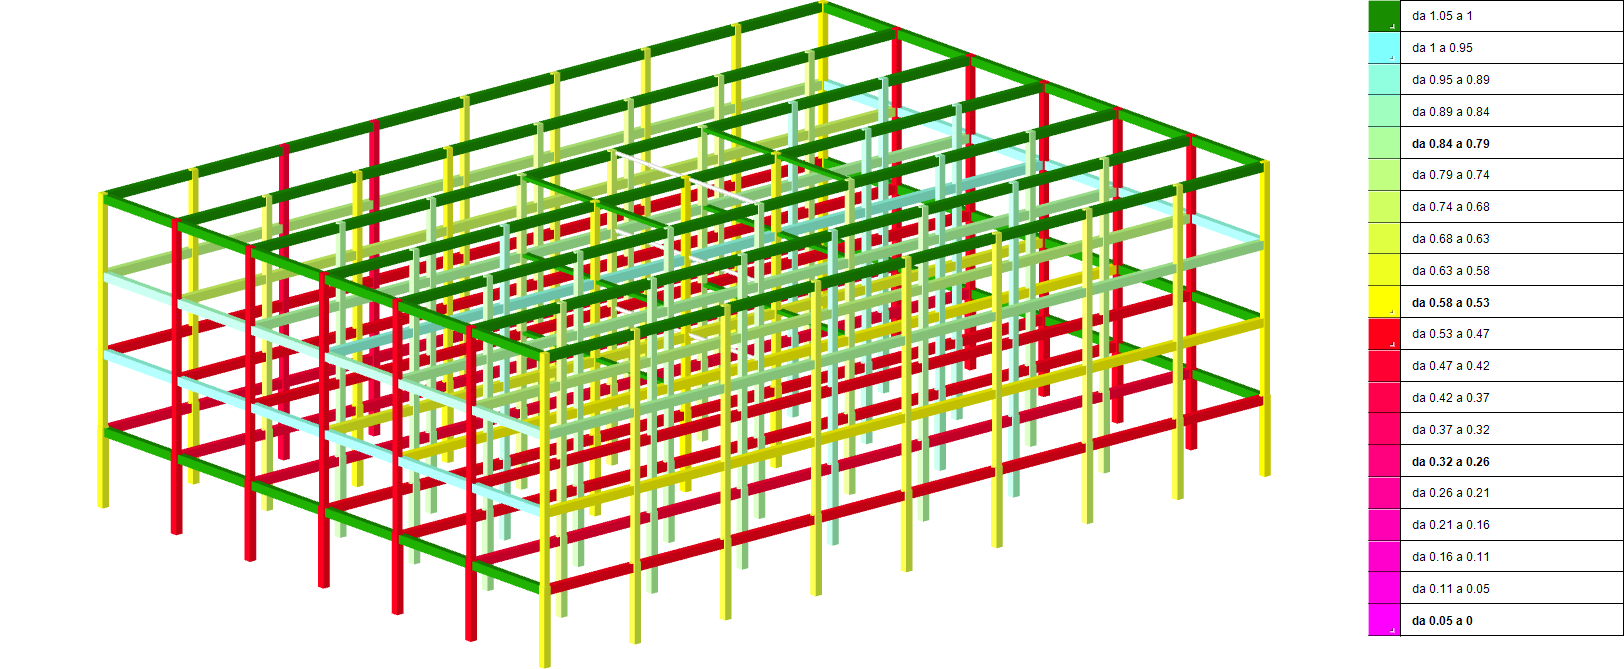 da 1.05 a 1
da 1 a 0.95
da 0.95 a 0.89
da 0.89 a 0.84
da 0.84 a 0.79
da 0.79 a 0.74
da 0.74 a 0.68
da 0.68 a 0.63
da 0.63 a 0.58
da 0.58 a 0.53
da 0.53 a 0.47
da 0.47 a 0.42
da 0.42 a 0.37
da 0.37 a 0.32
da 0.32 a 0.26
da 0.26 a 0.21
da 0.21 a 0.16
da 0.16 a 0.11
da 0.11 a 0.05
da 0.05 a 0